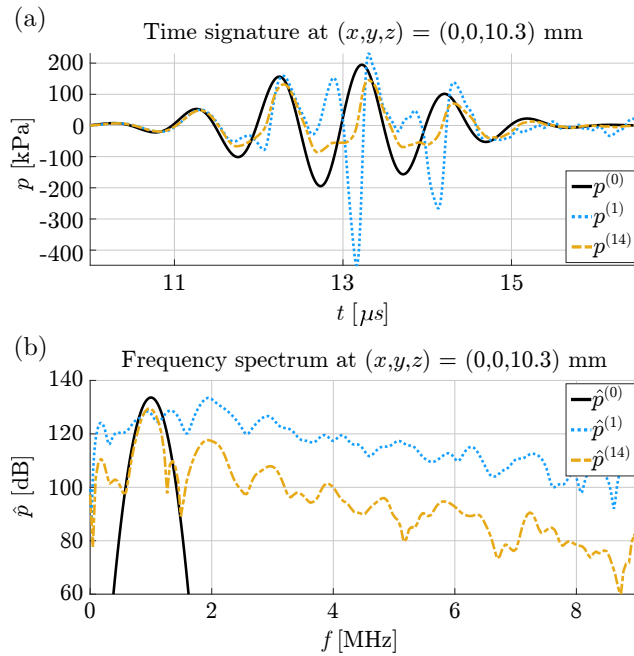 (a)
Time signature at (x,y,z) = (0,0,10.3) mm
200
100
0
-100
-200
-300
-400
p [kPa]
p⁽⁰⁾
p⁽¹⁾
p⁽¹⁴⁾
11 13 15
t [μs]
(b)
Frequency spectrum at (x,y,z) = (0,0,10.3) mm
140
120
100
80
60
p̂ [dB]
p̂⁽⁰⁾
p̂⁽¹⁾
p̂⁽¹⁴⁾
0 2 4 6 8
f [MHz]